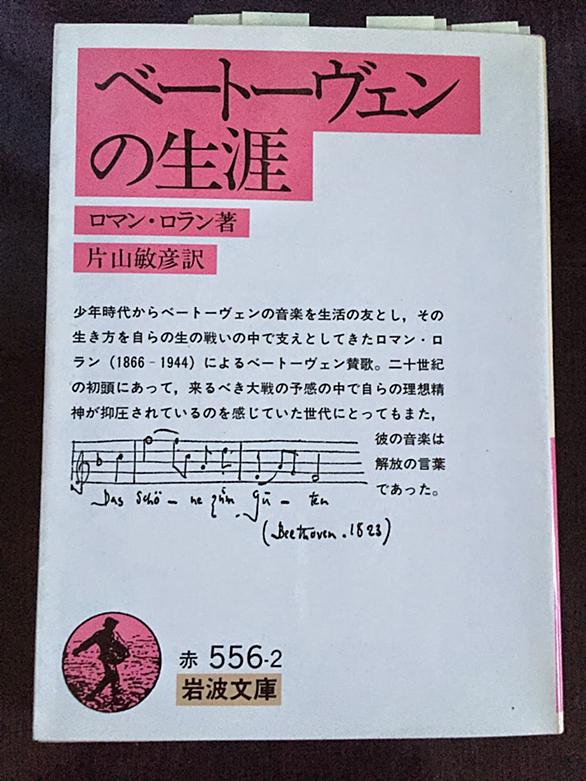 ベートーヴェン
の生涯
ロマン・ロラン著
片山敏彦訳
少年時代からベートーヴェンの音楽を生活の友とし，その
生き方を自らの生の戦いの中で支えとしてきたロマン・ロ
ラン（1866‐1944）によるベートーヴェン賛歌。二十世紀
の初頭にあって，来るべき大戦の予感の中で自らの理想精
神が抑圧されているのを感じていた世代にとってもまた，
彼の音楽は
解放の言葉
であった。
Das Schö - ne zum Gu - ten
(Beethoven. 1823)
赤 556-2
岩波文庫